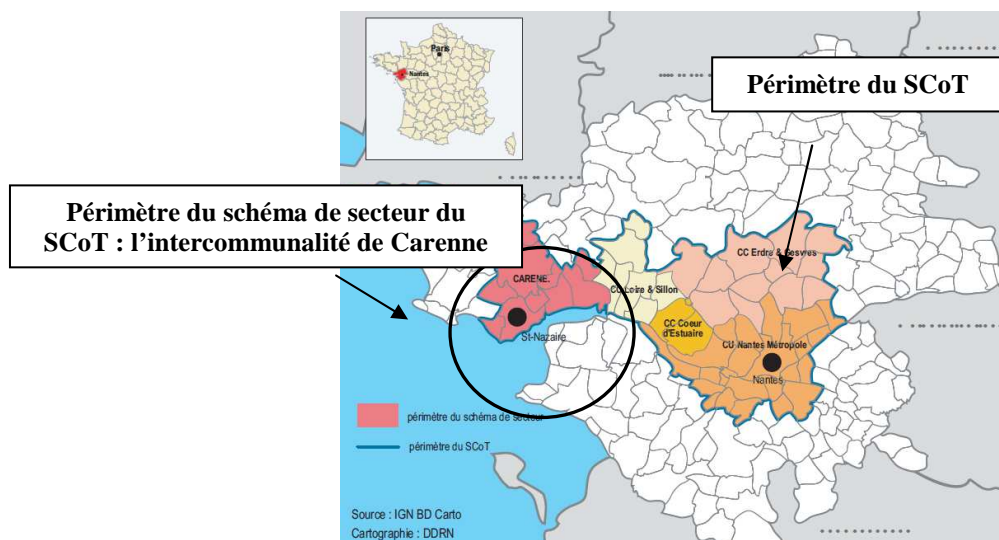 Paris
Nantes
Périmètre du SCoT
Périmètre du schéma de secteur du
SCoT : l'intercommunalité de Carenne
CC Erdre & Gesvres
CARENE.
CC Loire & Sillon
CC Coeur
d'Estuaire
St-Nazaire
CU Nantes Métropole
Nantes
périmètre du schéma de secteur
périmètre du SCoT
Source : IGN BD Carto
Cartographie : DDRN